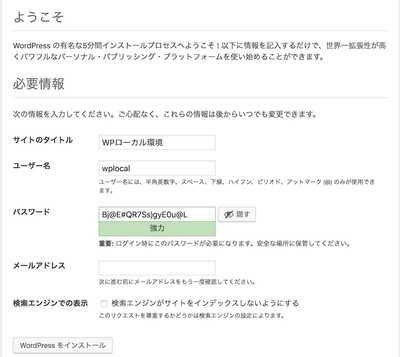 ようこそ
WordPress の有名な5分間インストールプロセスへようこそ！以下に情報を記入するだけで、世界一拡張性が高
くパワフルなパーソナル・パブリッシング・プラットフォームを使い始めることができます。
必要情報
次の情報を入力してください。ご心配なく、これらの情報は後からいつでも変更できます。
サイトのタイトル
WPローカル環境
ユーザー名
wplocal
ユーザー名には、半角英数字、スペース、下線、ハイフン、ピリオド、アットマーク (@) のみが使用でき
ます。
パスワード
Bj@E#QR7Ss)gyE0u@L
隠す
強力
重要: ログイン時にこのパスワードが必要になります。安全な場所に保管してください。
メールアドレス
次に進む前にメールアドレスをもう一度確認してください。
検索エンジンでの表示
検索エンジンがサイトをインデックスしないようにする
このリクエストを尊重するかどうかは検索エンジンの設定によります。
WordPress をインストール